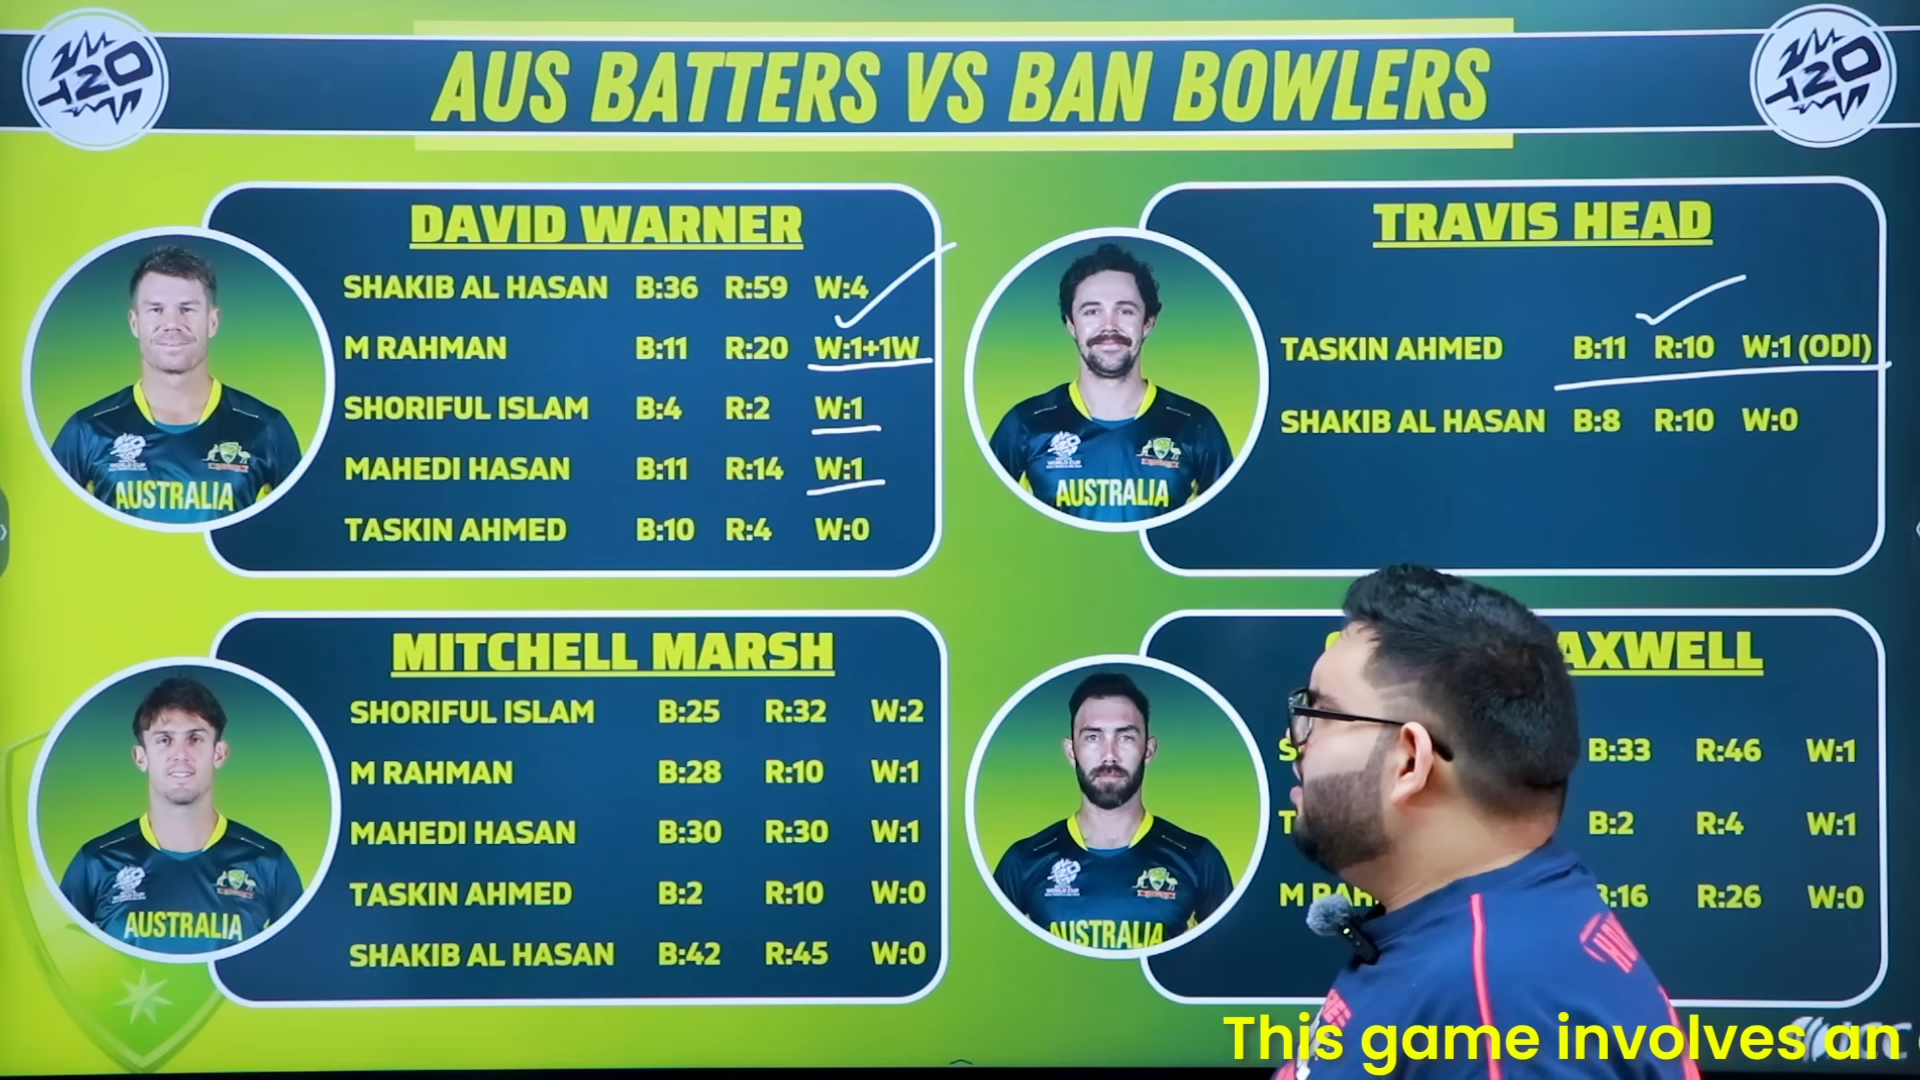 AUS BATTERS VS BAN BOWLERS
T20
T20
DAVID WARNER
SHAKIB AL HASAN B:36 R:59 W:4
M RAHMAN B:11 R:20 W:1+1W
SHORIFUL ISLAM B:4 R:2 W:1
MAHEDI HASAN B:11 R:14 W:1
TASKIN AHMED B:10 R:4 W:0
AUSTRALIA
TRAVIS HEAD
TASKIN AHMED B:11 R:10 W:1 (ODI)
SHAKIB AL HASAN B:8 R:10 W:0
AUSTRALIA
MITCHELL MARSH
SHORIFUL ISLAM B:25 R:32 W:2
M RAHMAN B:28 R:10 W:1
MAHEDI HASAN B:30 R:30 W:1
TASKIN AHMED B:2 R:10 W:0
SHAKIB AL HASAN B:42 R:45 W:0
AUSTRALIA
AXWELL
B:33 R:46 W:1
B:2 R:4 W:1
M RAH B:16 R:26 W:0
AUSTRALIA
This game involves an